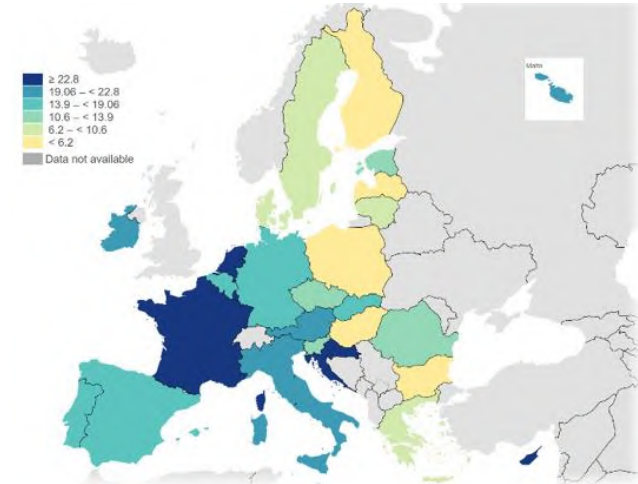 ≥ 22.8
19.06 – < 22.8
13.9 – < 19.06
10.6 – < 13.9
6.2 – < 10.6
< 6.2
Data not available
Malta